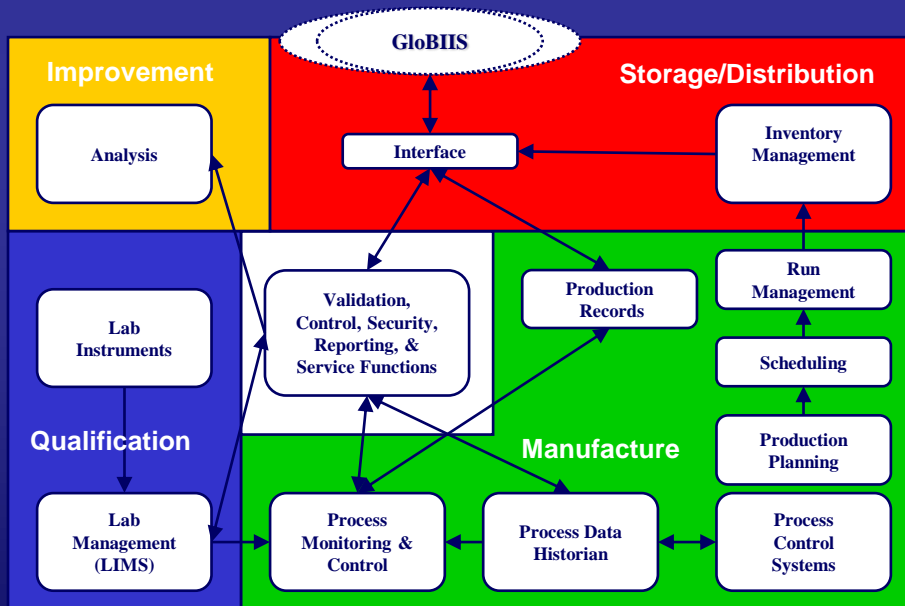 GloBIIS
Improvement
Storage/Distribution
Analysis
Interface
Inventory
Management
Validation,
Control, Security,
Reporting, &
Service Functions
Production
Records
Run
Management
Lab
Instruments
Scheduling
Qualification
Manufacture
Production
Planning
Lab
Management
(LIMS)
Process
Monitoring &
Control
Process Data
Historian
Process
Control
Systems